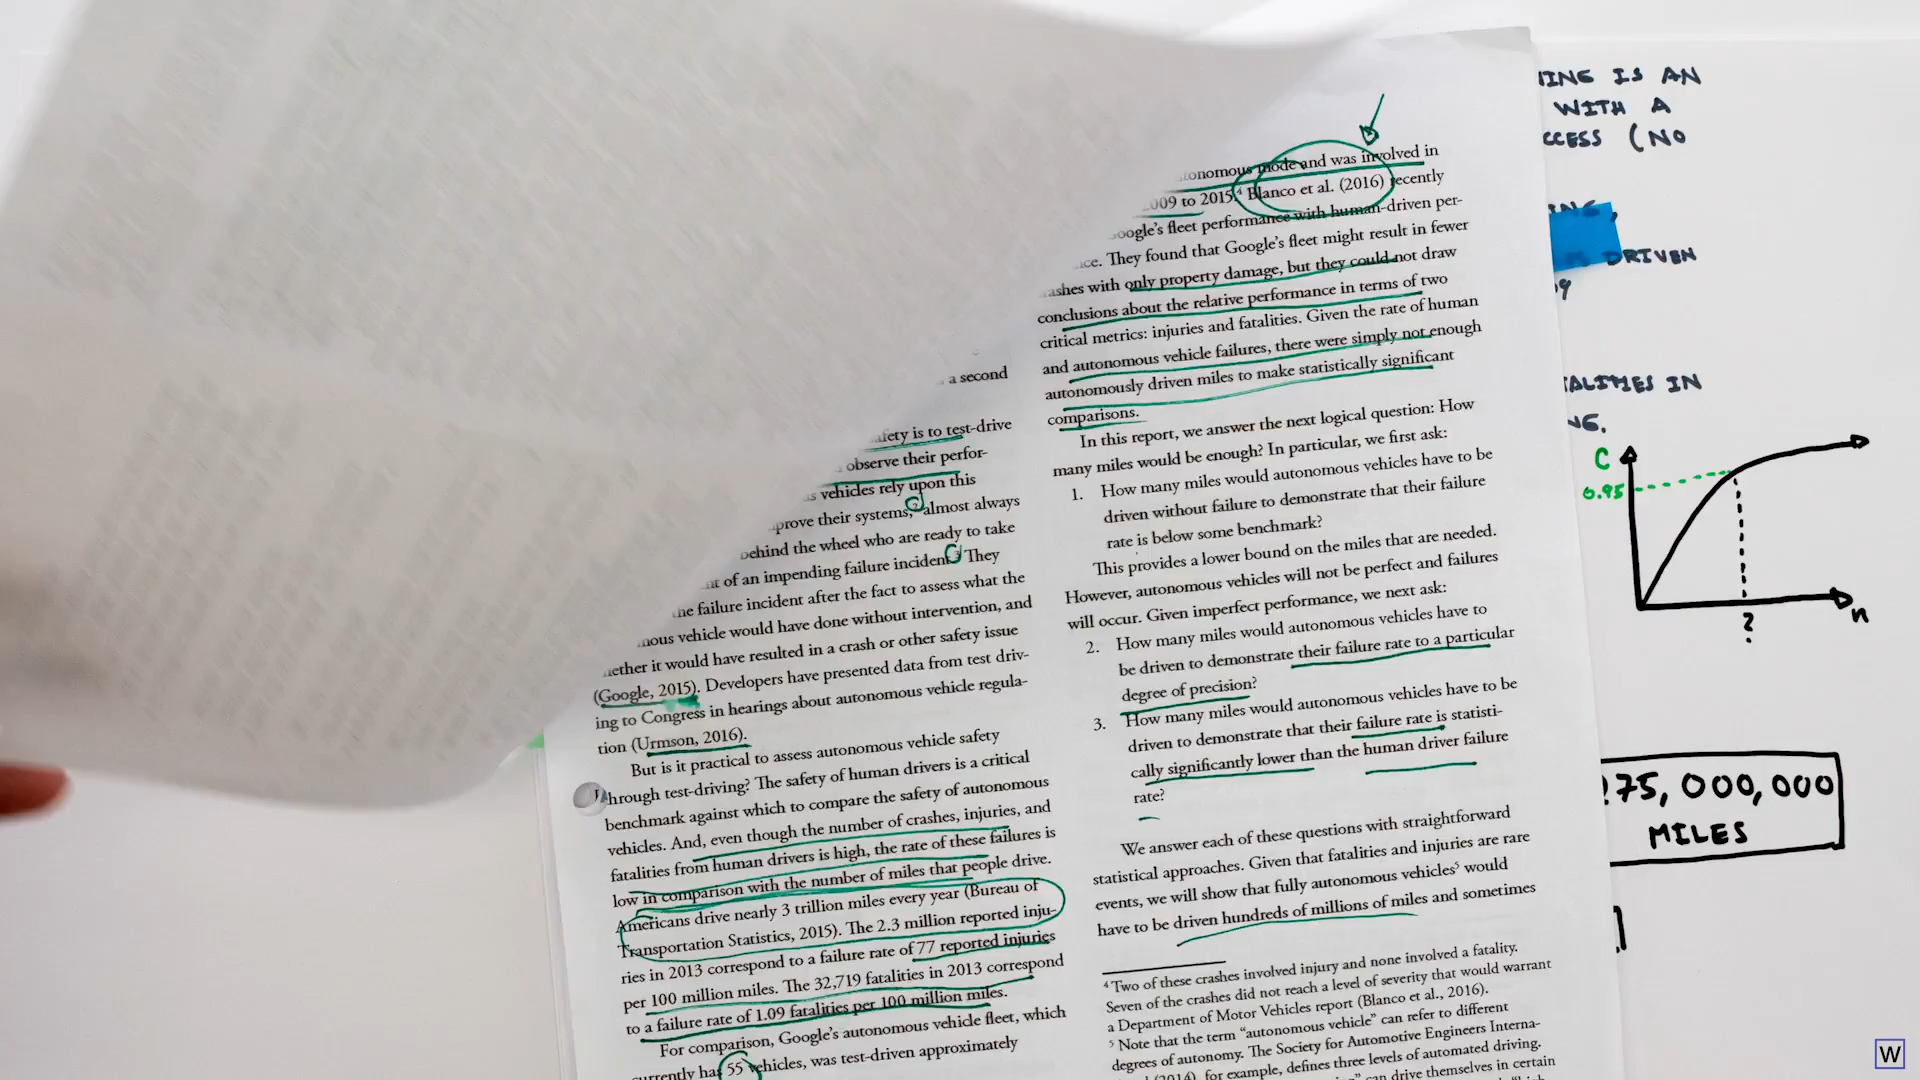 a second
safety is to test-drive
observe their perfor-
vehicles rely upon this
prove their systems,² almost always
behind the wheel who are ready to take
of an impending failure incident.³ They
the failure incident after the fact to assess what the
vehicle would have done without intervention, and
whether it would have resulted in a crash or other safety issue
(Google, 2015). Developers have presented data from test driv-
ing to Congress in hearings about autonomous vehicle regula-
tion (Urmson, 2016).
But is it practical to assess autonomous vehicle safety
through test-driving? The safety of human drivers is a critical
benchmark against which to compare the safety of autonomous
vehicles. And, even though the number of crashes, injuries, and
fatalities from human drivers is high, the rate of these failures is
low in comparison with the number of miles that people drive.
Americans drive nearly 3 trillion miles every year (Bureau of
Transportation Statistics, 2015). The 2.3 million reported inju-
ries in 2013 correspond to a failure rate of 77 reported injuries
per 100 million miles. The 32,719 fatalities in 2013 correspond
to a failure rate of 1.09 fatalities per 100 million miles.
For comparison, Google's autonomous vehicle fleet, which
currently has 55 vehicles, was test-driven approximately
tonomous mode and was involved in
009 to 2015.⁴ Blanco et al. (2016) recently
Google's fleet performance with human-driven per-
They found that Google's fleet might result in fewer
ashes with only property damage, but they could not draw
conclusions about the relative performance in terms of two
critical metrics: injuries and fatalities. Given the rate of human
and autonomous vehicle failures, there were simply not enough
autonomously driven miles to make statistically significant
comparisons.
In this report, we answer the next logical question: How
many miles would be enough? In particular, we first ask:
1. How many miles would autonomous vehicles have to be
driven without failure to demonstrate that their failure
rate is below some benchmark?
This provides a lower bound on the miles that are needed.
However, autonomous vehicles will not be perfect and failures
will occur. Given imperfect performance, we next ask:
2. How many miles would autonomous vehicles have to
be driven to demonstrate their failure rate to a particular
degree of precision?
3. How many miles would autonomous vehicles have to be
driven to demonstrate that their failure rate is statisti-
cally significantly lower than the human driver failure
rate?
We answer each of these questions with straightforward
statistical approaches. Given that fatalities and injuries are rare
events, we will show that fully autonomous vehicles⁵ would
have to be driven hundreds of millions of miles and sometimes
⁴ Two of these crashes involved injury and none involved a fatality.
Seven of the crashes did not reach a level of severity that would warrant
a Department of Motor Vehicles report (Blanco et al., 2016).
⁵ Note that the term "autonomous vehicle" can refer to different
degrees of autonomy. The Society for Automotive Engineers Interna-
(2014), for example, defines three levels of automated driving.
can drive themselves in certain
IS AN
WITH A
(NO
DRIVEN
IN
C
0.95
n
?
275,000,000
MILES
W